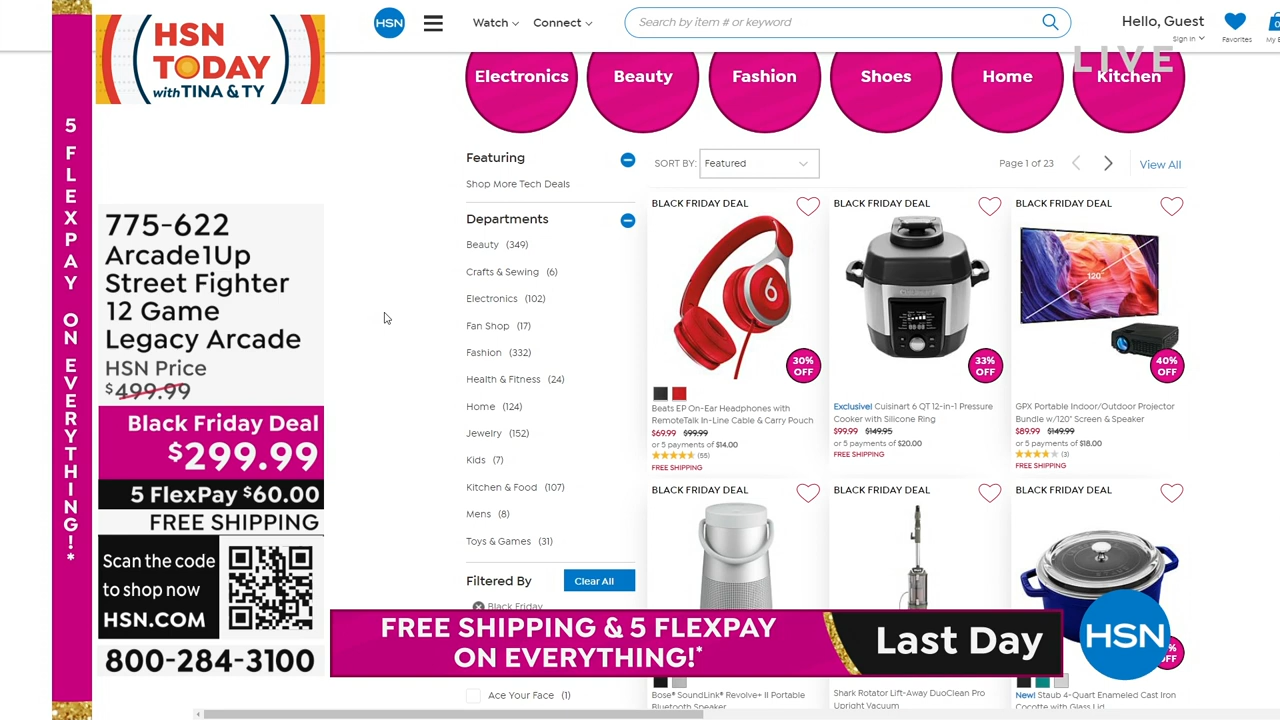 HSN
TODAY
with TINA & TY
5 FLEXPAY ON EVERYTHING!*
775-622
Arcade1Up
Street Fighter
12 Game
Legacy Arcade
HSN Price
$499.99
Black Friday Deal
$299.99
5 FlexPay $60.00
FREE SHIPPING
Scan the code
to shop now
HSN.COM
800-284-3100
HSN
Watch
Connect
Search by item # or keyword
Hello, Guest
Sign In
Favorites
0
LIVE
Electronics
Beauty
Fashion
Shoes
Home
Kitchen
Featuring
Shop More Tech Deals
Departments
Beauty (349)
Crafts & Sewing (6)
Electronics (102)
Fan Shop (17)
Fashion (332)
Health & Fitness (24)
Home (124)
Jewelry (152)
Kids (7)
Kitchen & Food (107)
Mens (8)
Toys & Games (31)
Filtered By
Clear All
Black Friday
Ace Your Face (1)
SORT BY: Featured
Page 1 of 23
View All
BLACK FRIDAY DEAL
30%
OFF
Beats EP On-Ear Headphones with
RemoteTalk In-Line Cable & Carry Pouch
$69.99 $99.99
or 5 payments of $14.00
(55)
FREE SHIPPING
BLACK FRIDAY DEAL
33%
OFF
Exclusive! Cuisinart 6 QT 12-in-1 Pressure
Cooker with Silicone Ring
$99.99 $149.95
or 5 payments of $20.00
FREE SHIPPING
BLACK FRIDAY DEAL
120"
40%
OFF
GPX Portable Indoor/Outdoor Projector
Bundle w/120" Screen & Speaker
$89.99 $149.99
or 5 payments of $18.00
(3)
FREE SHIPPING
BLACK FRIDAY DEAL
Bose® SoundLink® Revolve+ II Portable
Bluetooth Speaker
BLACK FRIDAY DEAL
Shark Rotator Lift-Away DuoClean Pro
Upright Vacuum
BLACK FRIDAY DEAL
OFF
New! Staub 4-Quart Enameled Cast Iron
Cocotte with Glass Lid
FREE SHIPPING & 5 FLEXPAY
ON EVERYTHING!*
Last Day
HSN